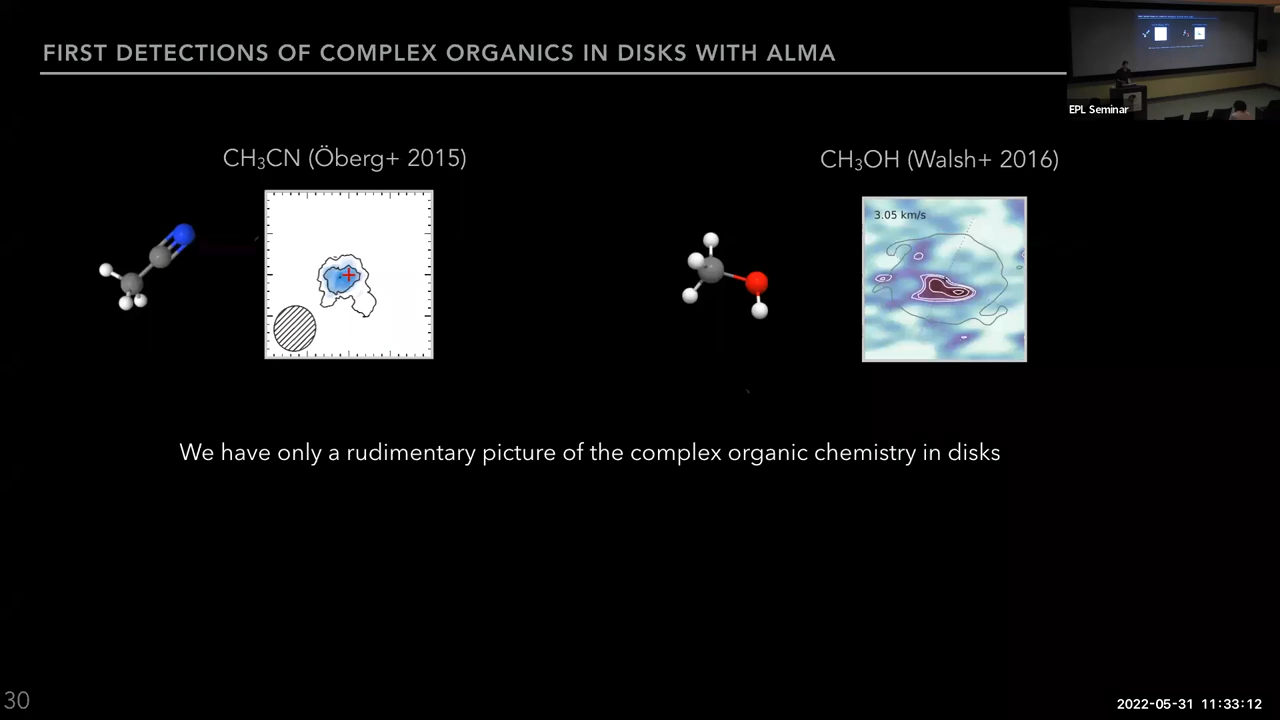 FIRST DETECTIONS OF COMPLEX ORGANICS IN DISKS WITH ALMA
EPL Seminar
CH₃CN (Öberg+ 2015)
CH₃OH (Walsh+ 2016)
3.05 km/s
We have only a rudimentary picture of the complex organic chemistry in disks
30
2022-05-31 11:33:12